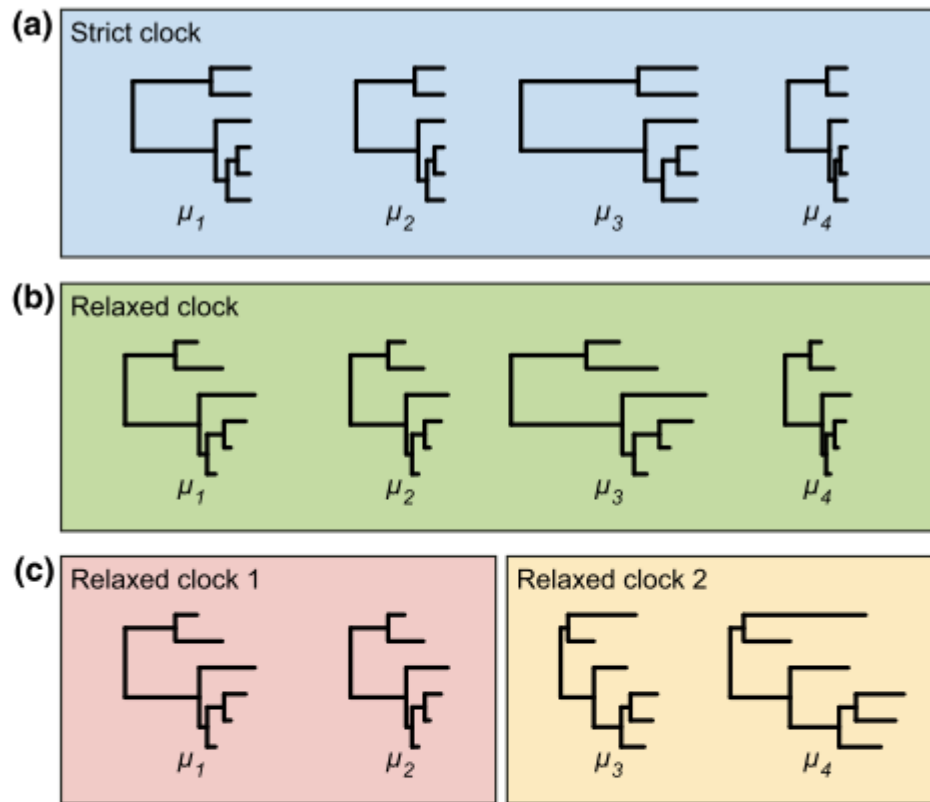 (a)
Strict clock
μ1 μ2 μ3 μ4
(b)
Relaxed clock
μ1 μ2 μ3 μ4
(c)
Relaxed clock 1
Relaxed clock 2
μ1 μ2 μ3 μ4